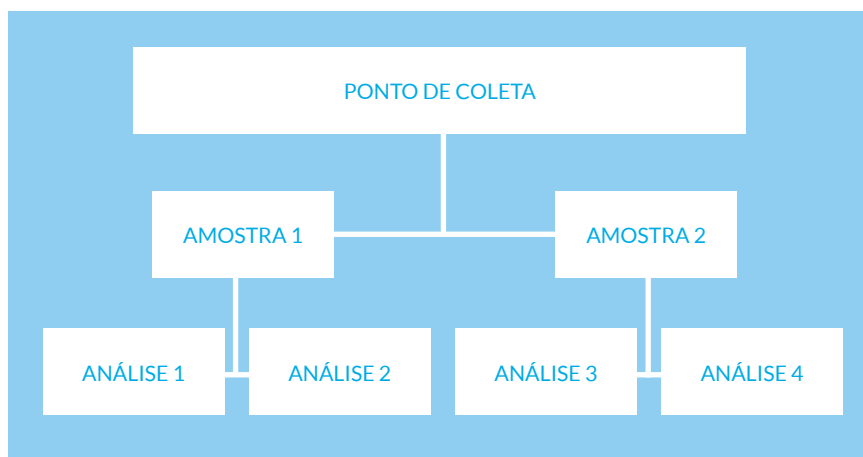 PONTO DE COLETA
AMOSTRA 1
AMOSTRA 2
ANÁLISE 1
ANÁLISE 2
ANÁLISE 3
ANÁLISE 4